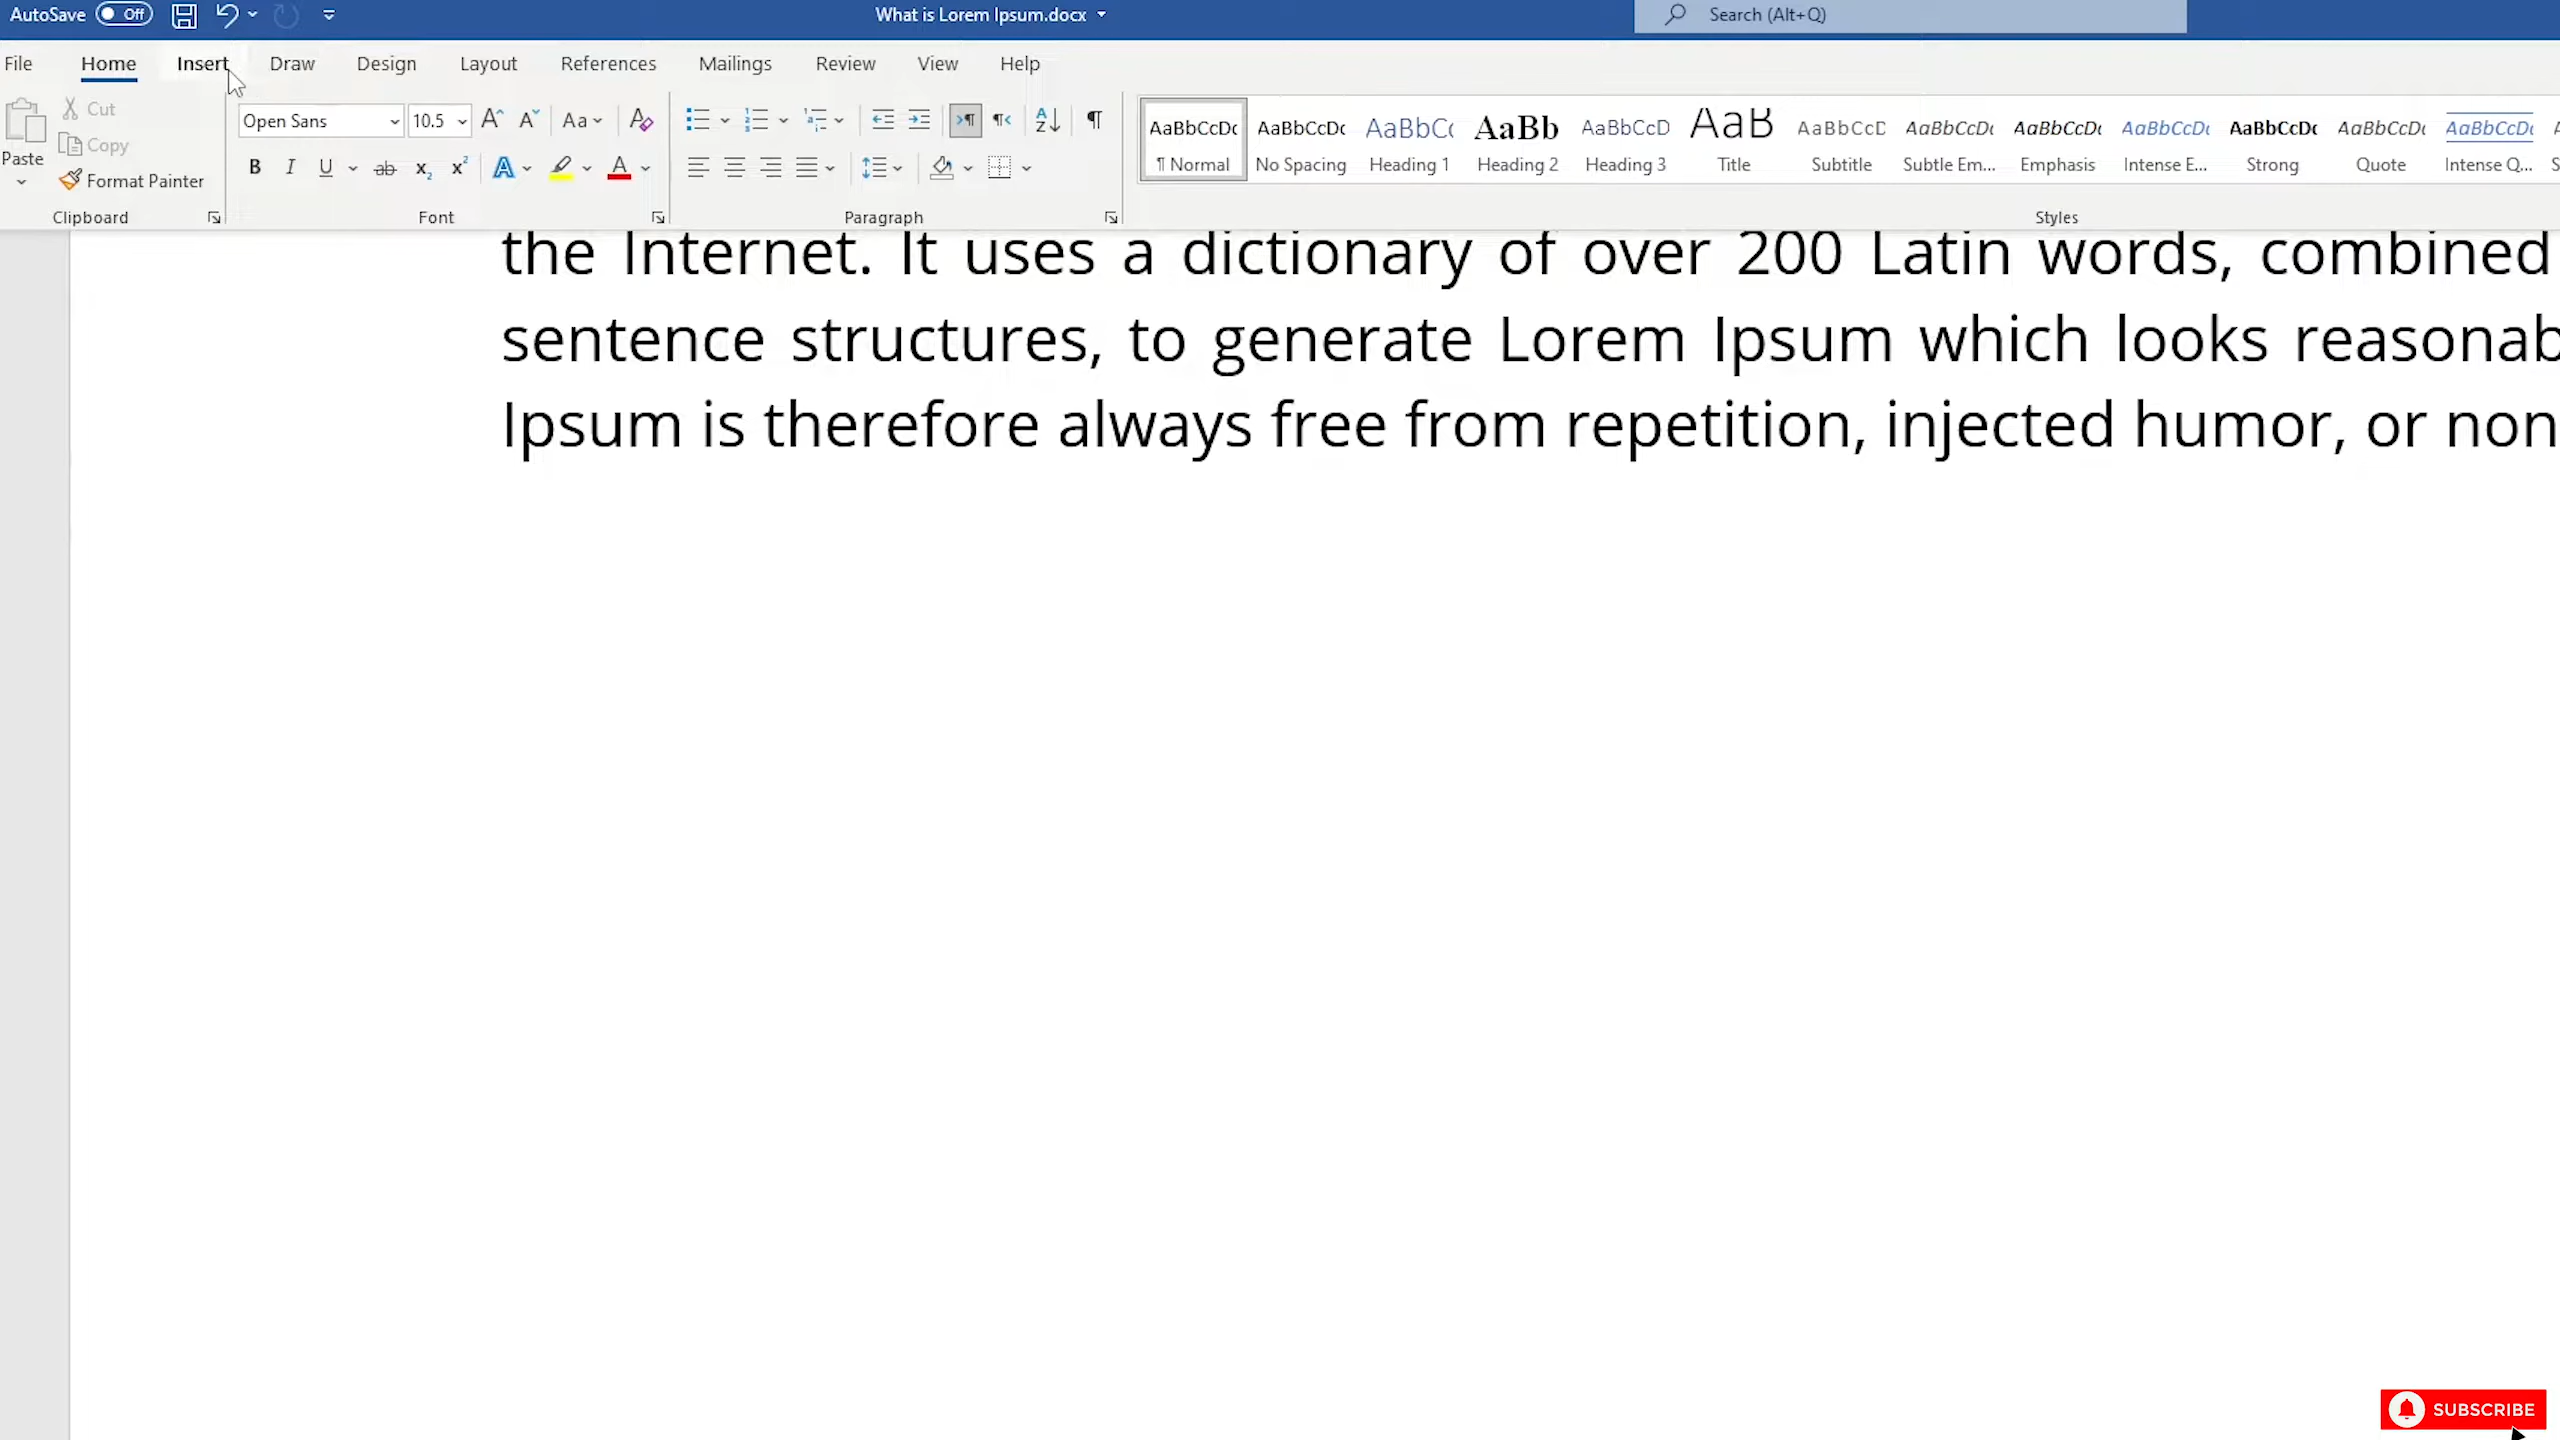 AutoSave Off What is Lorem Ipsum.docx Search (Alt+Q)
File Home Insert Draw Design Layout References Mailings Review View Help
Paste
Cut
Copy
Format Painter
Clipboard
Open Sans 10.5
Font
Paragraph
AaBbCcDc AaBbCcDc AaBbCc AaBb AaBbCcD AaB AaBbCcD AaBbCcDc AaBbCcDc AaBbCcDc AaBbCcDc AaBbCcDc AaBbCcDc
¶ Normal No Spacing Heading 1 Heading 2 Heading 3 Title Subtitle Subtle Em... Emphasis Intense E... Strong Quote Intense Q...
Styles
the Internet. It uses a dictionary of over 200 Latin words, combined
sentence structures, to generate Lorem Ipsum which looks reasonab
Ipsum is therefore always free from repetition, injected humor, or non
SUBSCRIBE